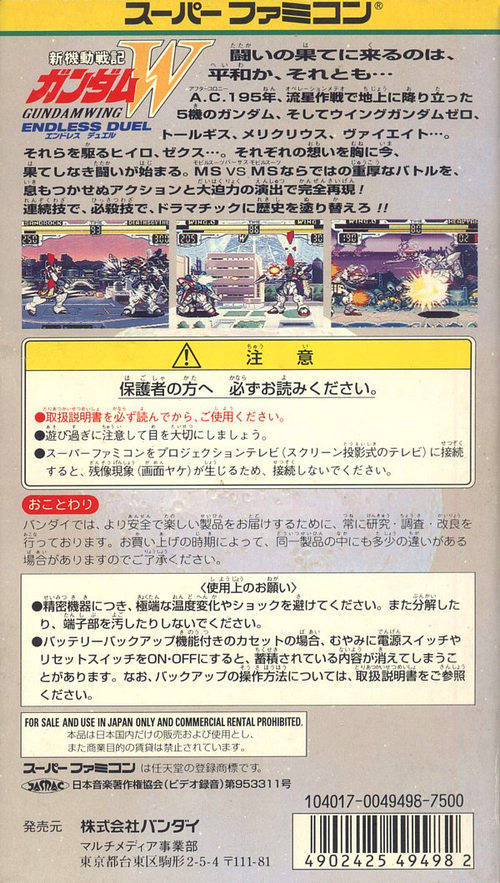 スーパーファミコン®
新機動戦記
ガンダムW
GUNDAMWING
ENDLESS DUEL
エンドレス デュエル
闘いの果てに来るのは、
平和か、それとも…
A.C.195年、流星作戦で地上に降り立った
5機のガンダム、そしてウイングガンダムゼロ、
トールギス、メリクリウス、ヴァイエイト…。
それらを駆るヒイロ、ゼクス…。それぞれの想いを胸に今、
果てしなき闘いが始まる。MS VS MSならではの重厚なバトルを、
息もつかせぬアクションと大迫力の演出で完全再現!
連続技で、必殺技で、ドラマチックに歴史を塗り替えろ!!
注意
保護者の方へ 必ずお読みください。
●取扱説明書を必ず読んでから、ご使用ください。
●遊び過ぎに注意して目を大切にしましょう。
●スーパーファミコンをプロジェクションテレビ(スクリーン投影式のテレビ)に接続
すると、残像現象(画面ヤケ)が生じるため、接続しないでください。
おことわり
バンダイでは、より安全で楽しい製品をお届けするために、常に研究・調査・改良を
行っております。お買い上げの時期によって、同一製品の中にも多少の違いがある
場合がありますのでご了承ください。
〈使用上のお願い〉
●精密機器につき、極端な温度変化やショックを避けてください。また分解した
り、端子部を汚したりしないでください。
●バッテリーバックアップ機能付きのカセットの場合、むやみに電源スイッチや
リセットスイッチをON・OFFにすると、蓄積されている内容が消えてしまうこ
とがあります。なお、バックアップの操作方法については、取扱説明書をご参照
ください。
FOR SALE AND USE IN JAPAN ONLY AND COMMERCIAL RENTAL PROHIBITED.
本品は日本国内だけの販売および使用とし、
また商業目的の賃貸は禁止されています。
スーパーファミコンは任天堂の登録商標です。
JASRAC 日本音楽著作権協会(ビデオ録音)第953311号
104017-0049498-7500
発売元 株式会社バンダイ
マルチメディア事業部
東京都台東区駒形2-5-4 〒111-81
4902425 494982